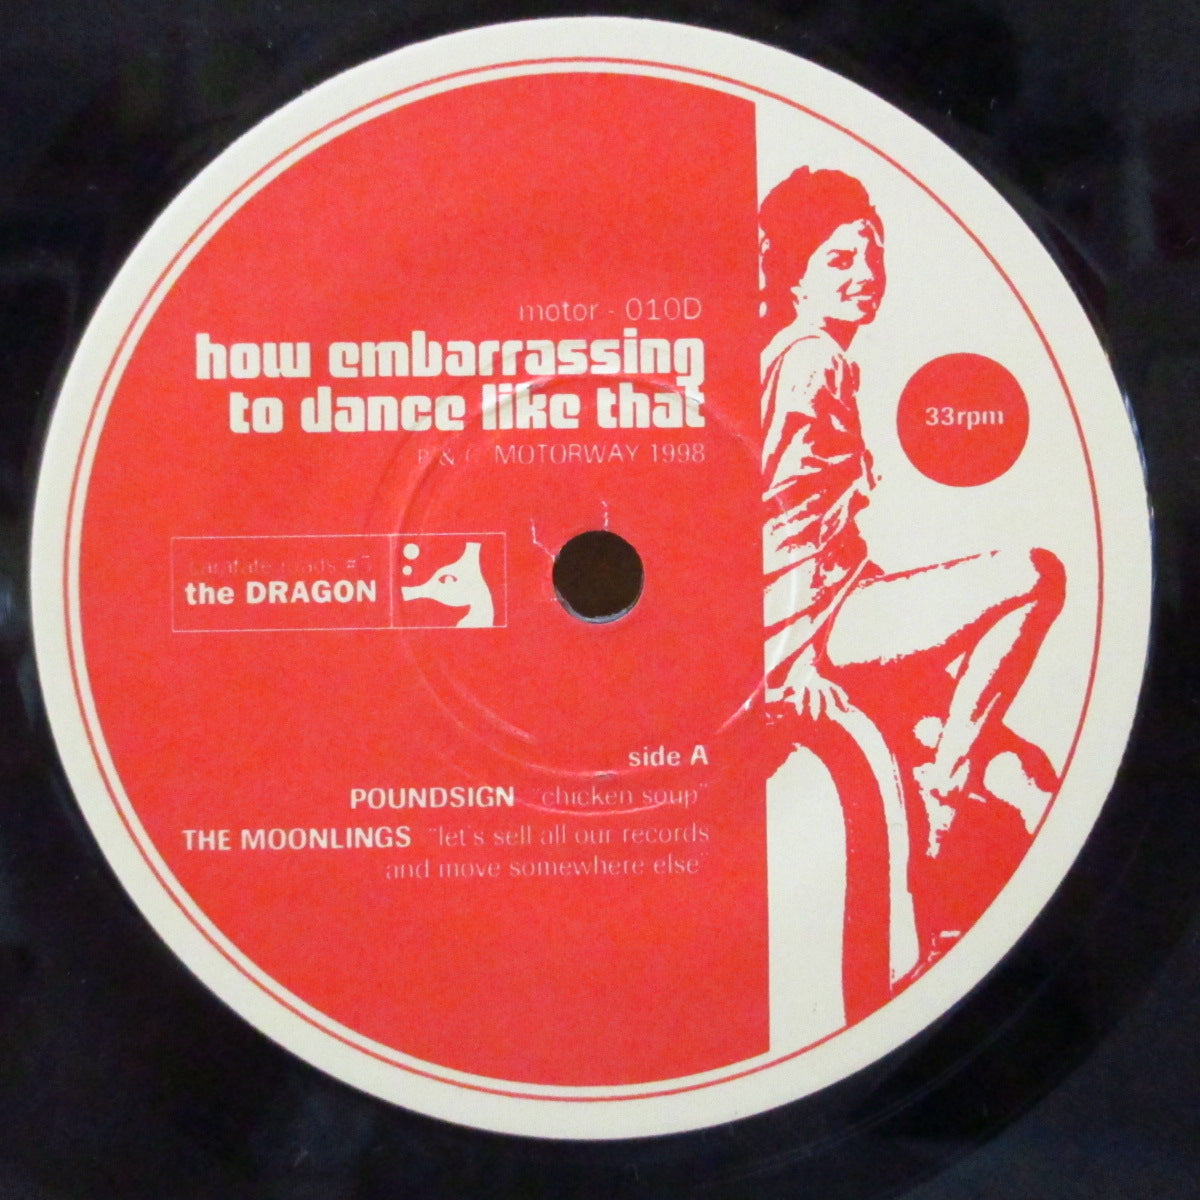 motor - 010D
how embarrassing
to dance like that
P & C MOTORWAY 1998
33rpm
#5
the DRAGON
side A
POUNDSIGN "chicken soup"
THE MOONLINGS "let's sell all our records
and move somewhere else"